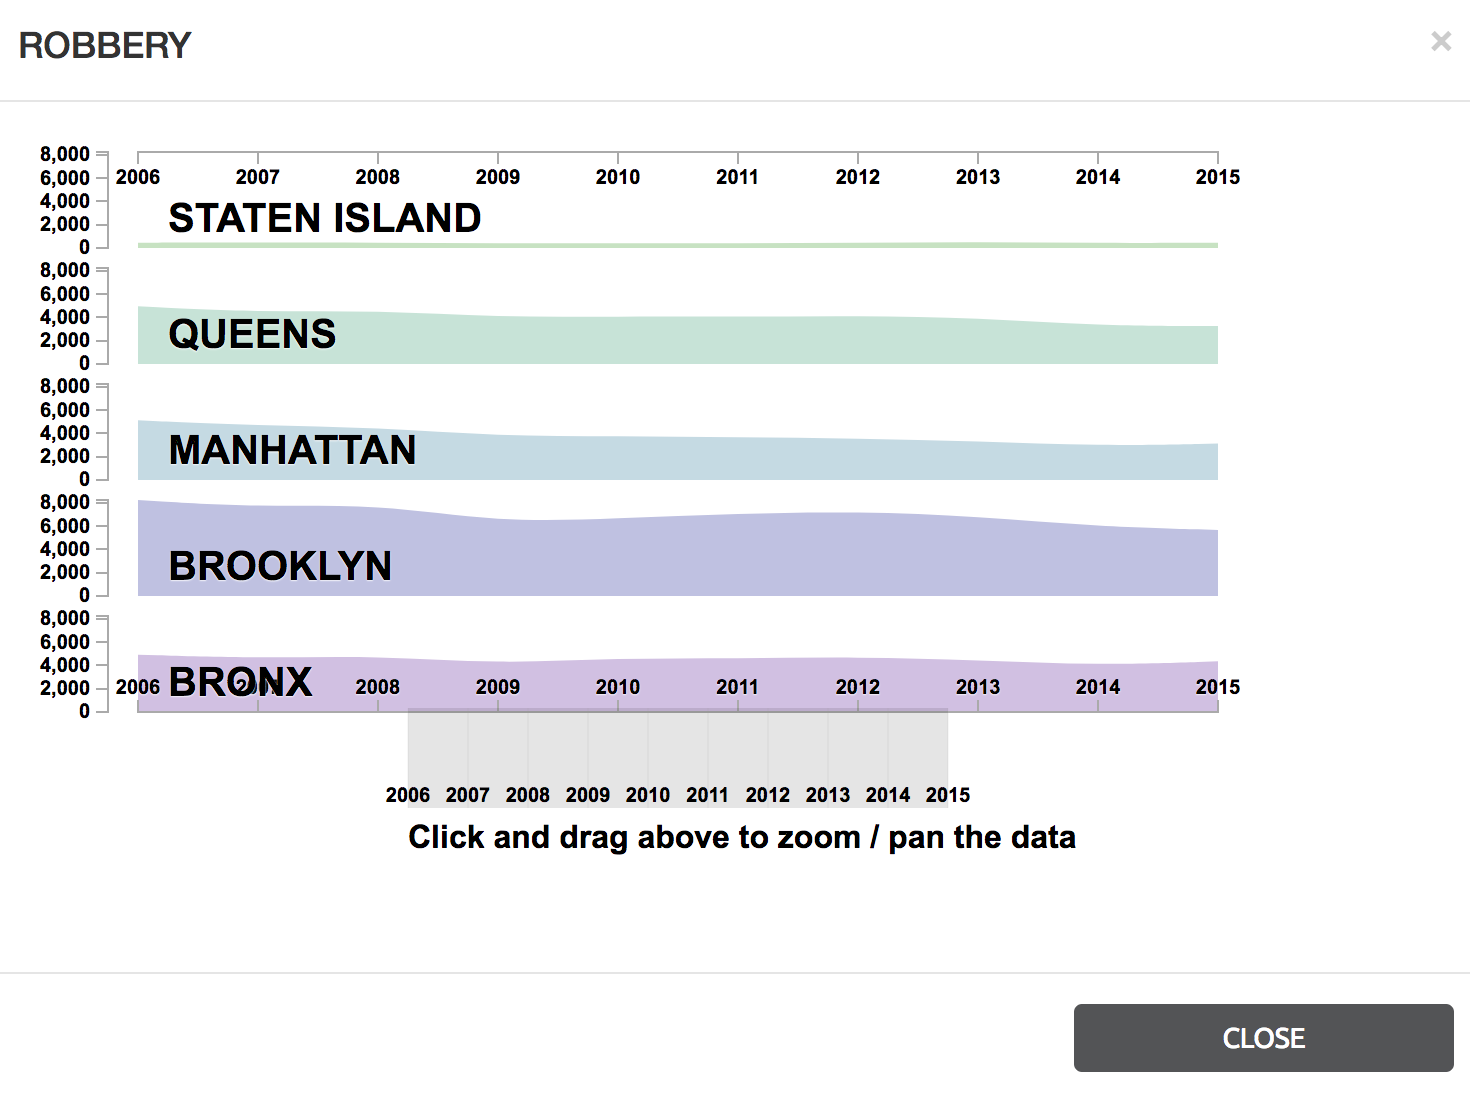 ROBBERY
×
8,000
6,000 2006 2007 2008 2009 2010 2011 2012 2013 2014 2015
4,000
STATEN ISLAND
2,000
0
8,000
6,000
4,000
QUEENS
2,000
0
8,000
6,000
4,000
MANHATTAN
2,000
0
8,000
6,000
4,000
BROOKLYN
2,000
0
8,000
6,000
4,000
BRONX
2,000 2006 2007 2008 2009 2010 2011 2012 2013 2014 2015
0
2006 2007 2008 2009 2010 2011 2012 2013 2014 2015
Click and drag above to zoom / pan the data
CLOSE